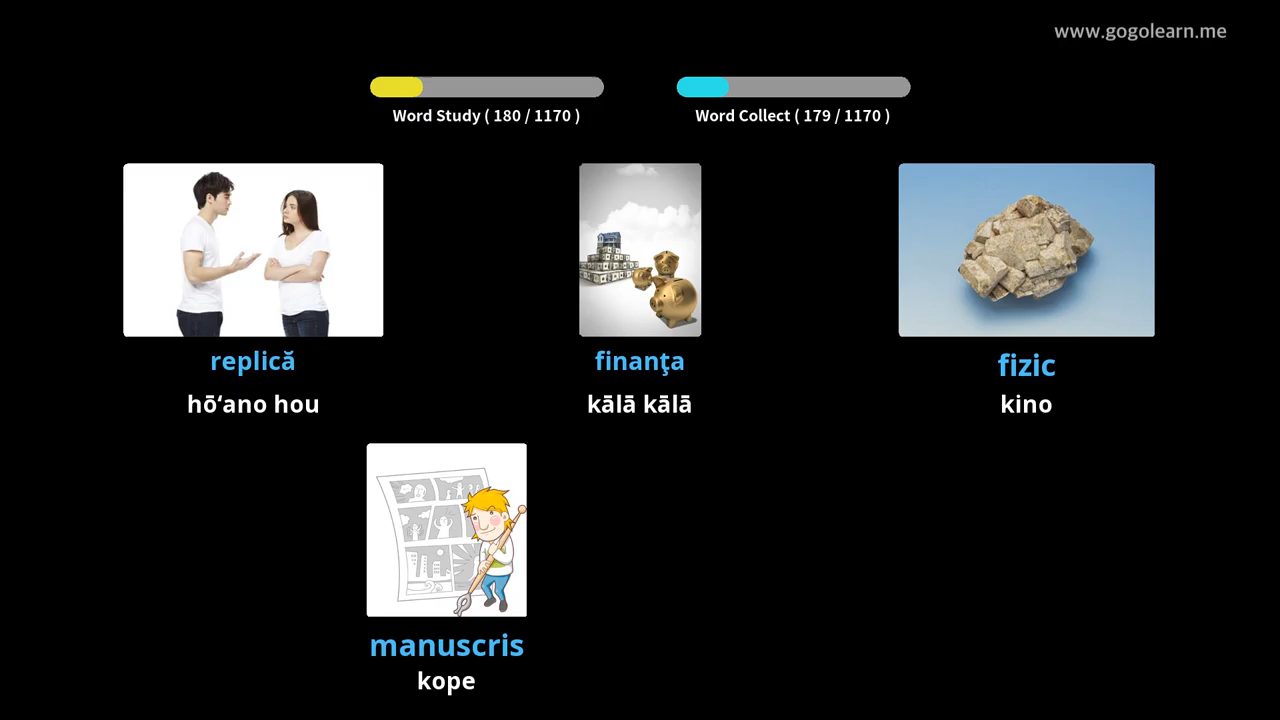 www.gogolearn.me
Word Study ( 180 / 1170 )
Word Collect ( 179 / 1170 )
replică
finanţa
fizic
hōʻano hou
kālā kālā
kino
manuscris
kope